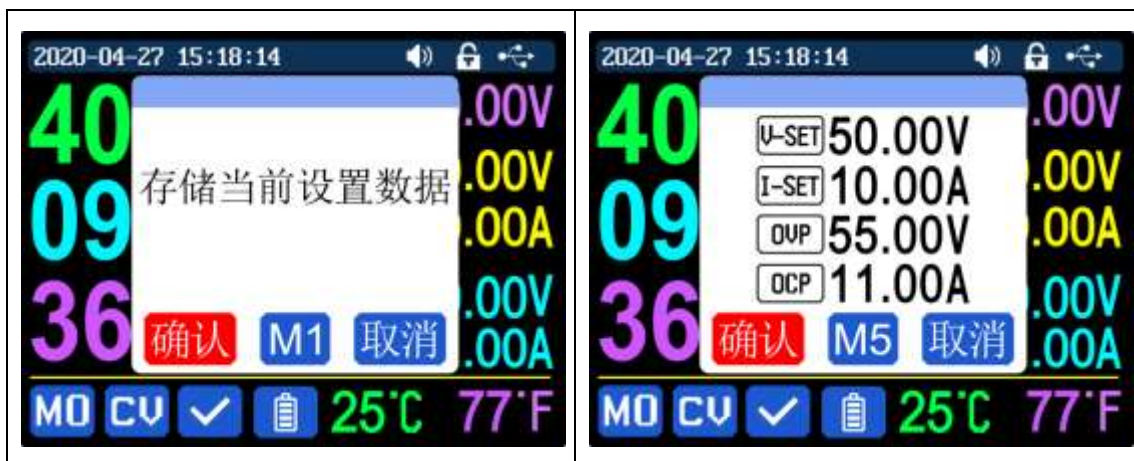 2020-04-27 15:18:14
40
.00V
存储当前设置数据
.00V
09
.00A
.00V
36
确认 M1 取消
.00A
M0 CV 25°C 77°F
2020-04-27 15:18:14
40
.00V
V-SET 50.00V
.00V
I-SET 10.00A
09
.00A
OVP 55.00V
OCP 11.00A
.00V
36
确认 M5 取消
.00A
M0 CV 25°C 77°F